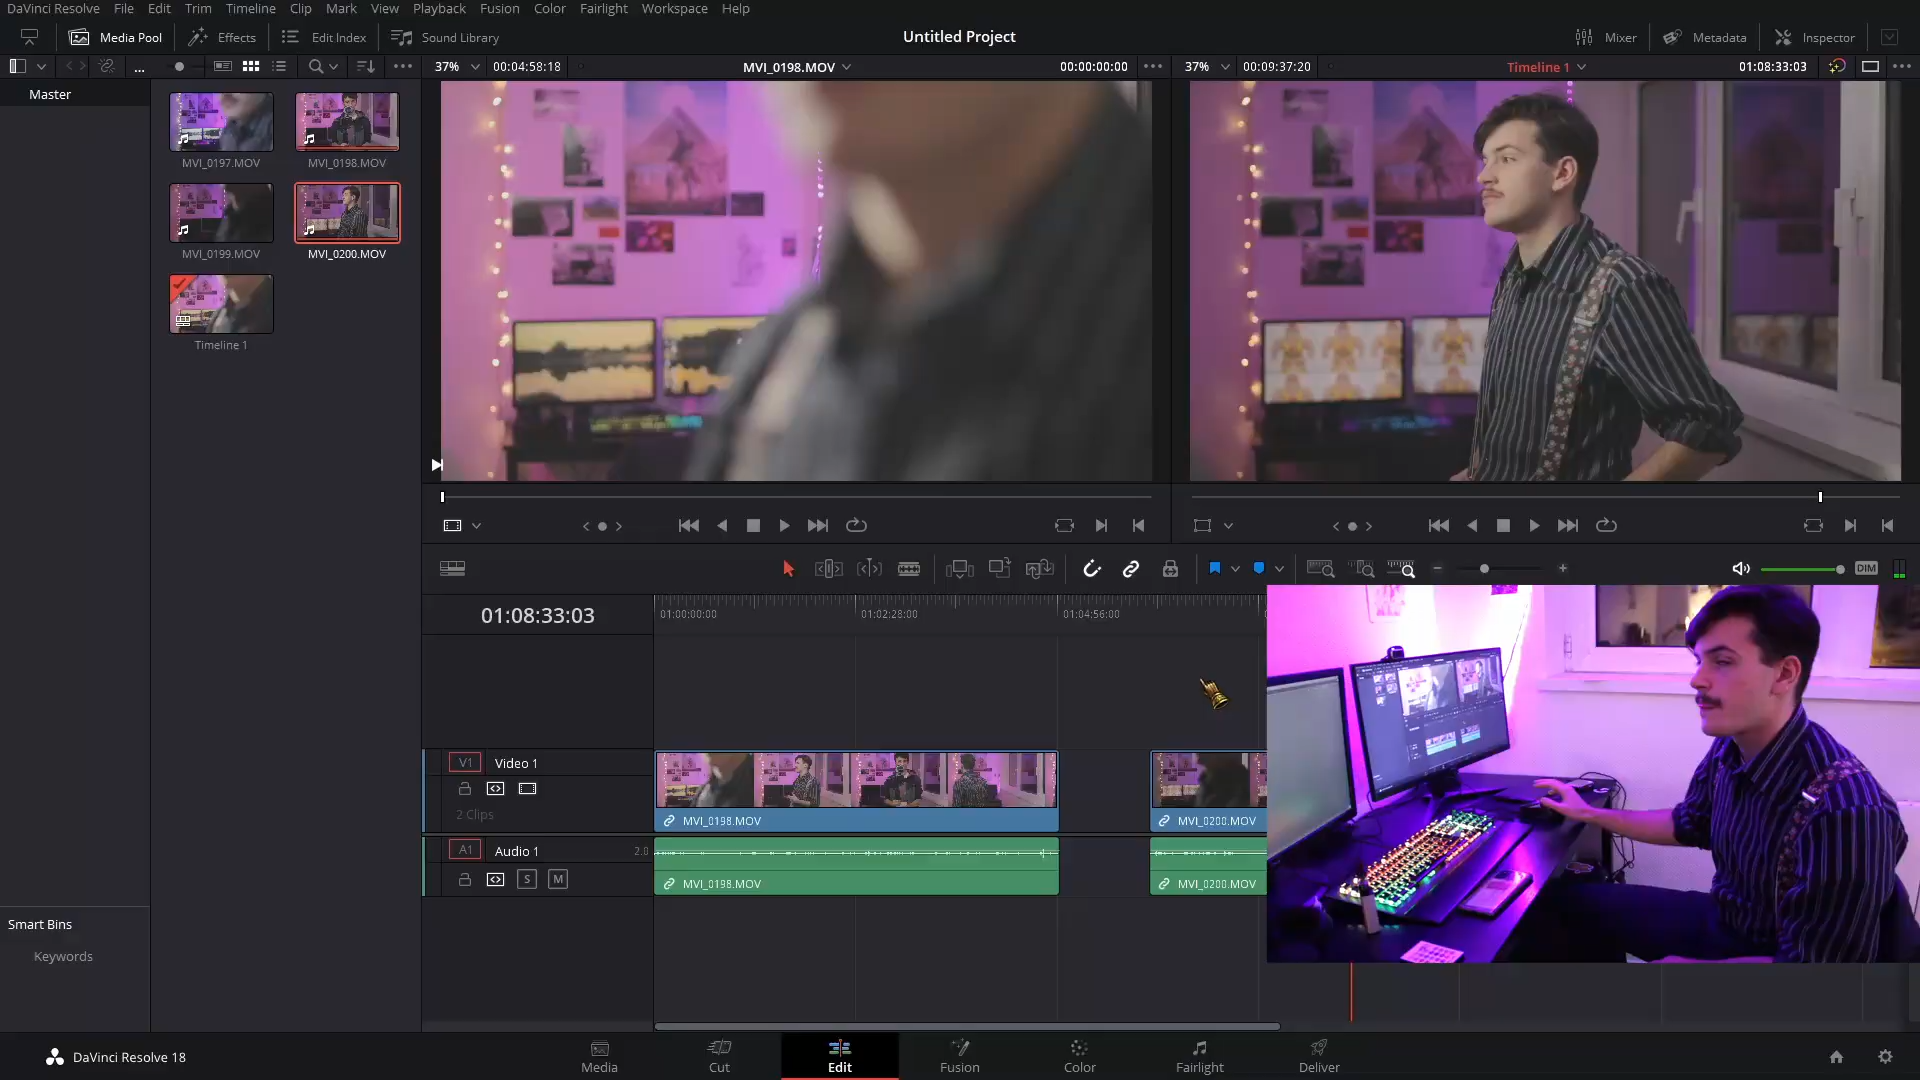 DaVinci Resolve File Edit Trim Timeline Clip Mark View Playback Fusion Color Fairlight Workspace Help
Media Pool Effects Edit Index Sound Library Untitled Project Mixer Metadata Inspector
... 37% 00:04:58:18 MVI_0198.MOV 00:00:00:00 37% 00:09:37:20 Timeline 1 01:08:33:03
Master
MVI_0197.MOV MVI_0198.MOV
MVI_0199.MOV MVI_0200.MOV
Timeline 1
DIM
01:08:33:03 01:00:00:00 01:02:28:00 01:04:56:00
V1 Video 1
2 Clips
MVI_0198.MOV MVI_0200.MOV
A1 Audio 1 2.0
S M
MVI_0198.MOV MVI_0200.MOV
Smart Bins
Keywords
DaVinci Resolve 18
Media Cut Edit Fusion Color Fairlight Deliver